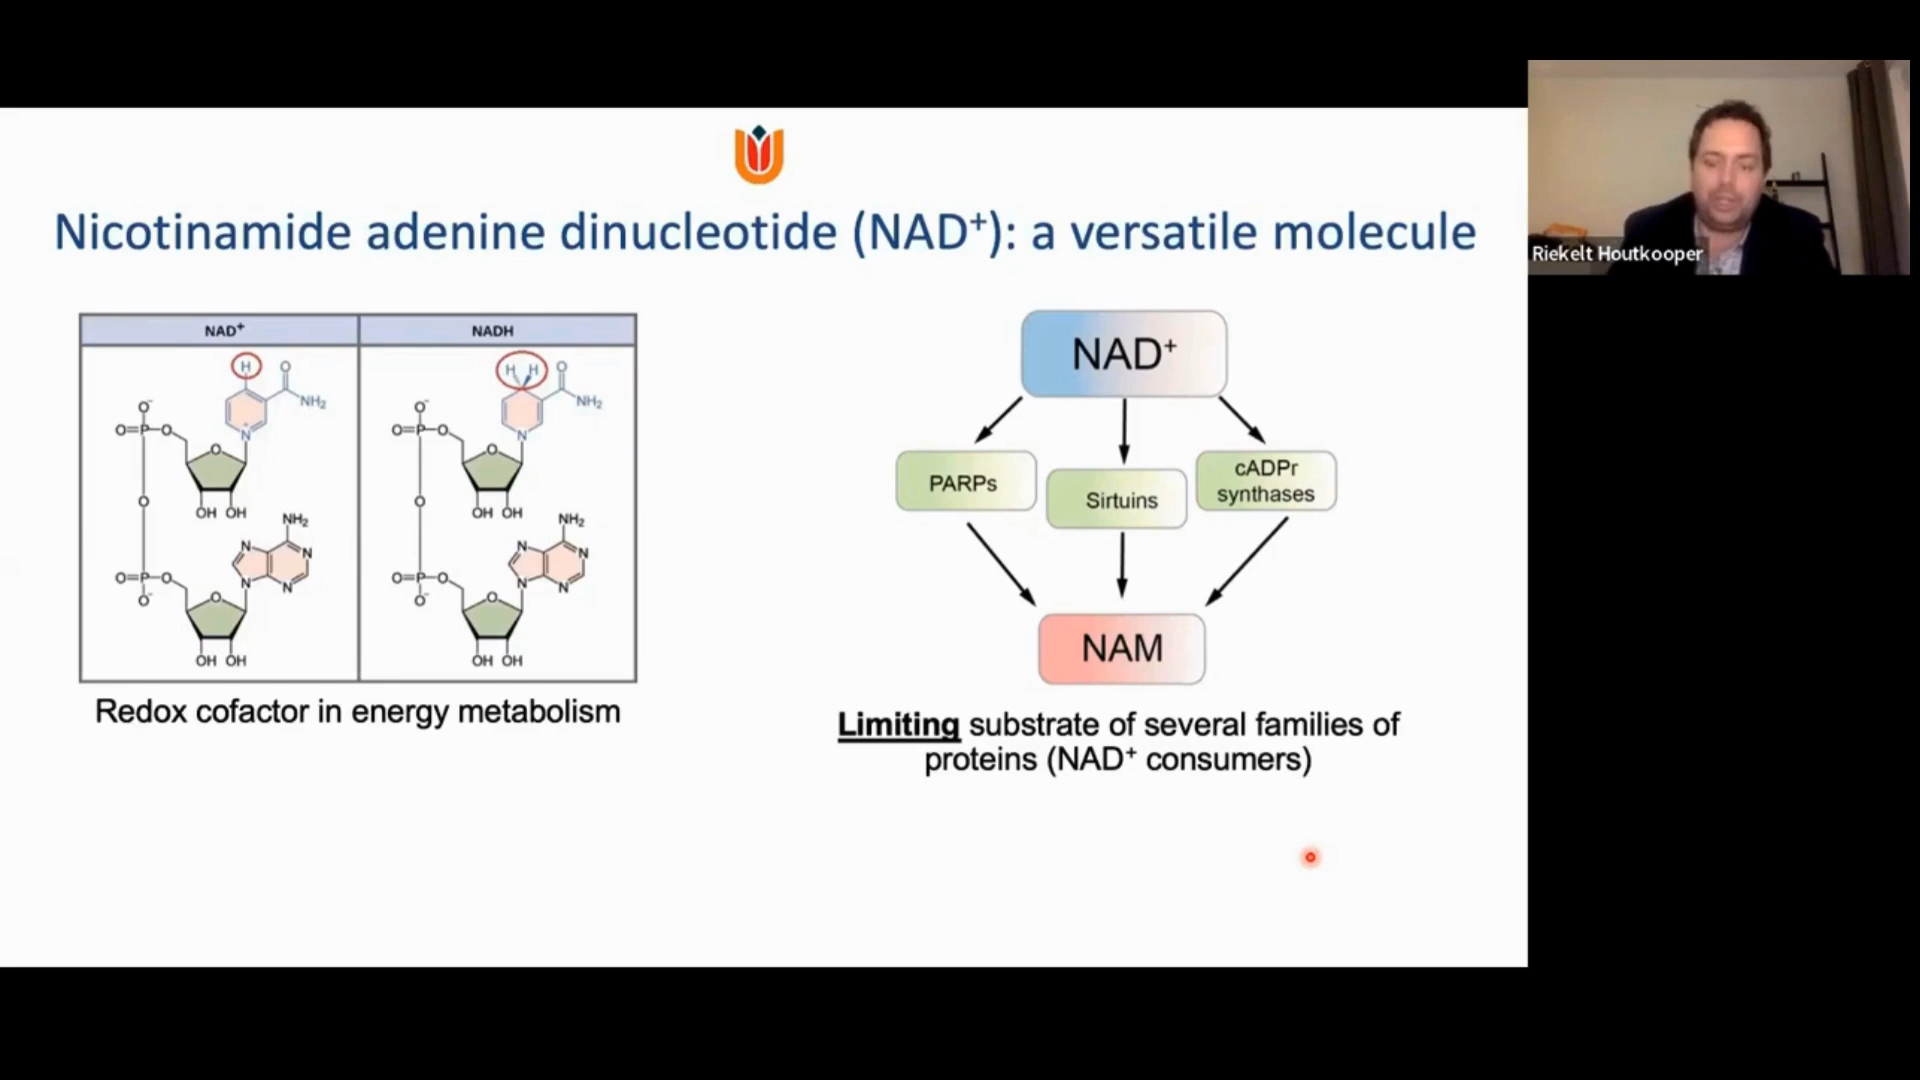 Nicotinamide adenine dinucleotide (NAD⁺): a versatile molecule
Riekelt Houtkooper
NAD⁺
NADH
H
O
NH₂
O⁻
O=P–O
N⁺
O
O
OH OH
NH₂
N
N
N
N
O=P–O
O⁻
O
OH OH
H H
O
NH₂
O⁻
O=P–O
N
O
O
OH OH
NH₂
N
N
N
N
O=P–O
O⁻
O
OH OH
Redox cofactor in energy metabolism
NAD⁺
PARPs
Sirtuins
cADPr
synthases
NAM
Limiting substrate of several families of
proteins (NAD⁺ consumers)